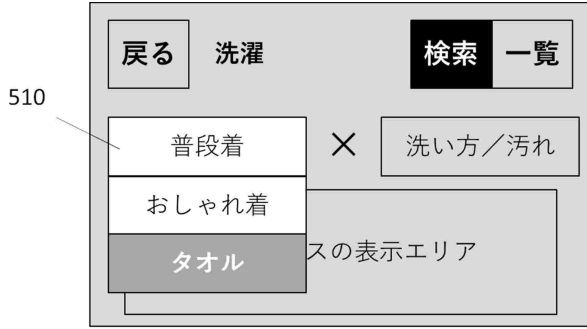 戻る 洗濯 検索 一覧
510
普段着 × 洗い方／汚れ
おしゃれ着
タオル スの表示エリア